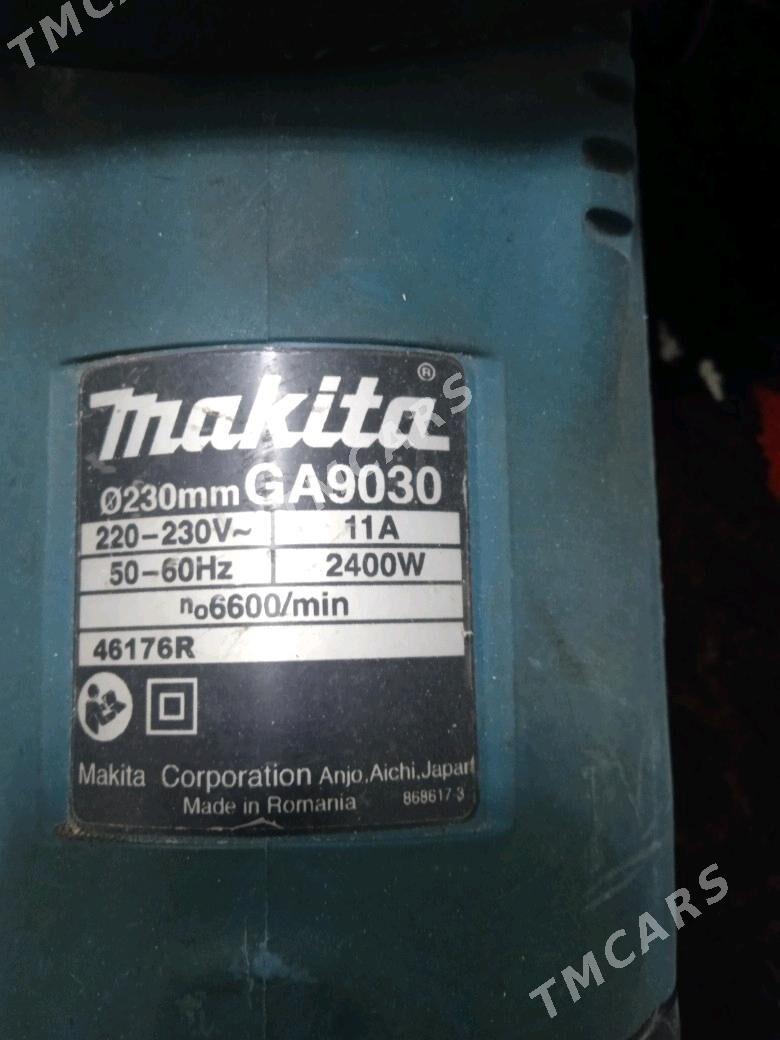 TMCARS
makita®
TMCARS
ø230mm GA9030
220-230V~ 11A
50-60Hz 2400W
no6600/min
46176R
Makita Corporation Anjo,Aichi,Japan
Made in Romania 868617-3
TMCARS